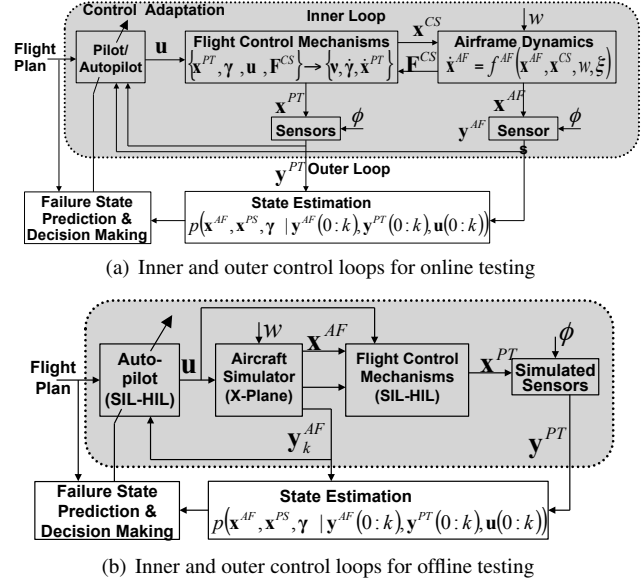 Control Adaptation
Inner Loop
Flight
Plan
Pilot/
Autopilot
u
Flight Control Mechanisms
{x^PT, γ, u, F^CS} → {v, γ̇, ẋ^PT}
x^CS
F^CS
w
Airframe Dynamics
ẋ^AF = f^AF(x^AF, x^CS, w, ξ)
x^PT
x^AF
Sensors
ϕ
y^AF
Sensor
s
ϕ
y^PT
Outer Loop
Failure State
Prediction &
Decision Making
State Estimation
p(x^AF, x^PS, γ | y^AF(0:k), y^PT(0:k), u(0:k))
(a) Inner and outer control loops for online testing
Flight
Plan
Auto-
pilot
(SIL-HIL)
u
w
Aircraft
Simulator
(X-Plane)
x^AF
Flight Control
Mechanisms
(SIL-HIL)
x^PT
ϕ
Simulated
Sensors
y_k^AF
y^PT
Failure State
Prediction &
Decision Making
State Estimation
p(x^AF, x^PS, γ | y^AF(0:k), y^PT(0:k), u(0:k))
(b) Inner and outer control loops for offline testing